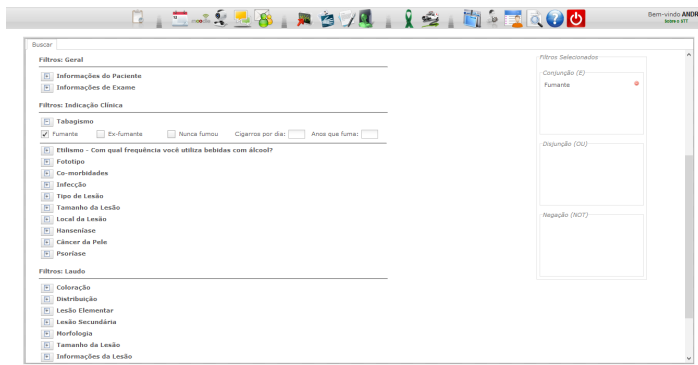 Bem-vindo ANDR
Sobre o STT
Buscar
Filtros: Geral
Informações do Paciente
Informações de Exame
Filtros: Indicação Clínica
Tabagismo
Fumante Ex-fumante Nunca fumou Cigarros por dia: Anos que fuma:
Etilismo - Com qual frequência você utiliza bebidas com álcool?
Fototipo
Co-morbidades
Infecção
Tipo de Lesão
Tamanho da Lesão
Local da Lesão
Hanseníase
Câncer da Pele
Psoríase
Filtros: Laudo
Coloração
Distribuição
Lesão Elementar
Lesão Secundária
Morfologia
Tamanho da Lesão
Informações da Lesão
Filtros Selecionados
Conjunção (E)
Fumante
Disjunção (OU)
Negação (NOT)